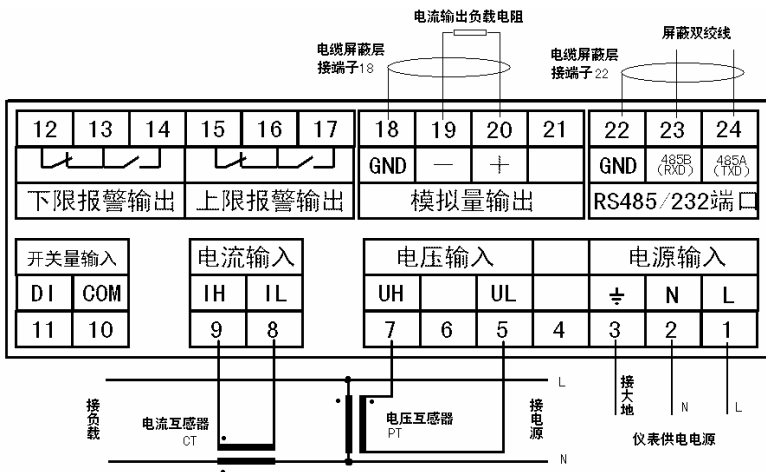 电流输出负载电阻
电缆屏蔽层
接端子18
屏蔽双绞线
电缆屏蔽层
接端子22
12 13 14 15 16 17 18 19 20 21 22 23 24
GND — + GND 485B (RXD) 485A (TXD)
下限报警输出 上限报警输出 模拟量输出 RS485/232端口
开关量输入 电流输入 电压输入 电源输入
DI COM IH IL UH UL N L
11 10 9 8 7 6 5 4 3 2 1
L
接负载
电流互感器
CT
电压互感器
PT
接电源
接大地
N L
仪表供电电源
N